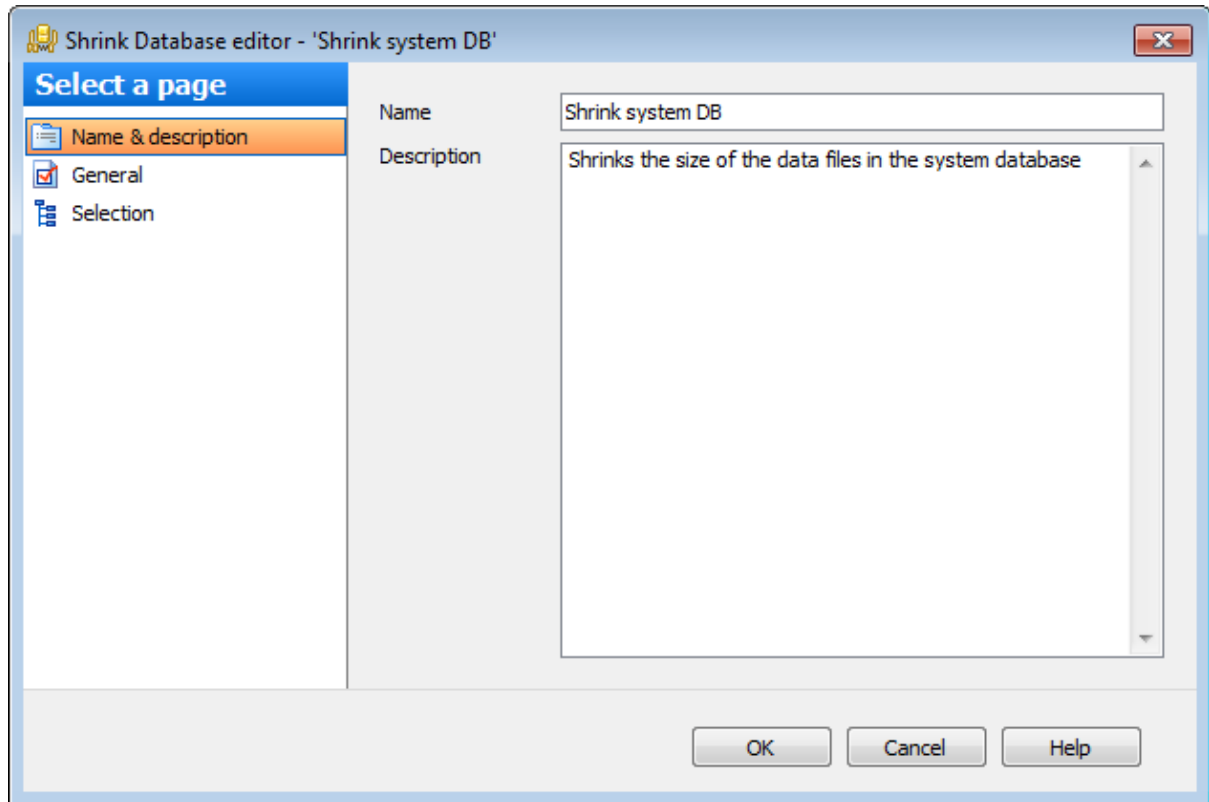 Shrink Database editor - 'Shrink system DB'
Select a page
Name & description
General
Selection
Name
Shrink system DB
Description
Shrinks the size of the data files in the system database
OK
Cancel
Help